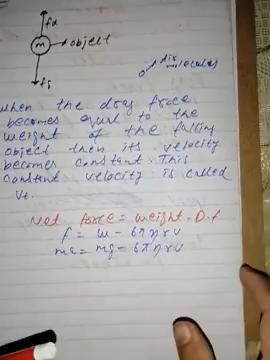 fd
m → object
air molecules
When the drag force
becomes equal to the
weight of the falling
object then its velocity
becomes constant. This
constant velocity is called
Vt.
Net force = weight - D.f
f = w - 6πηrv
ma = mg - 6πηrv